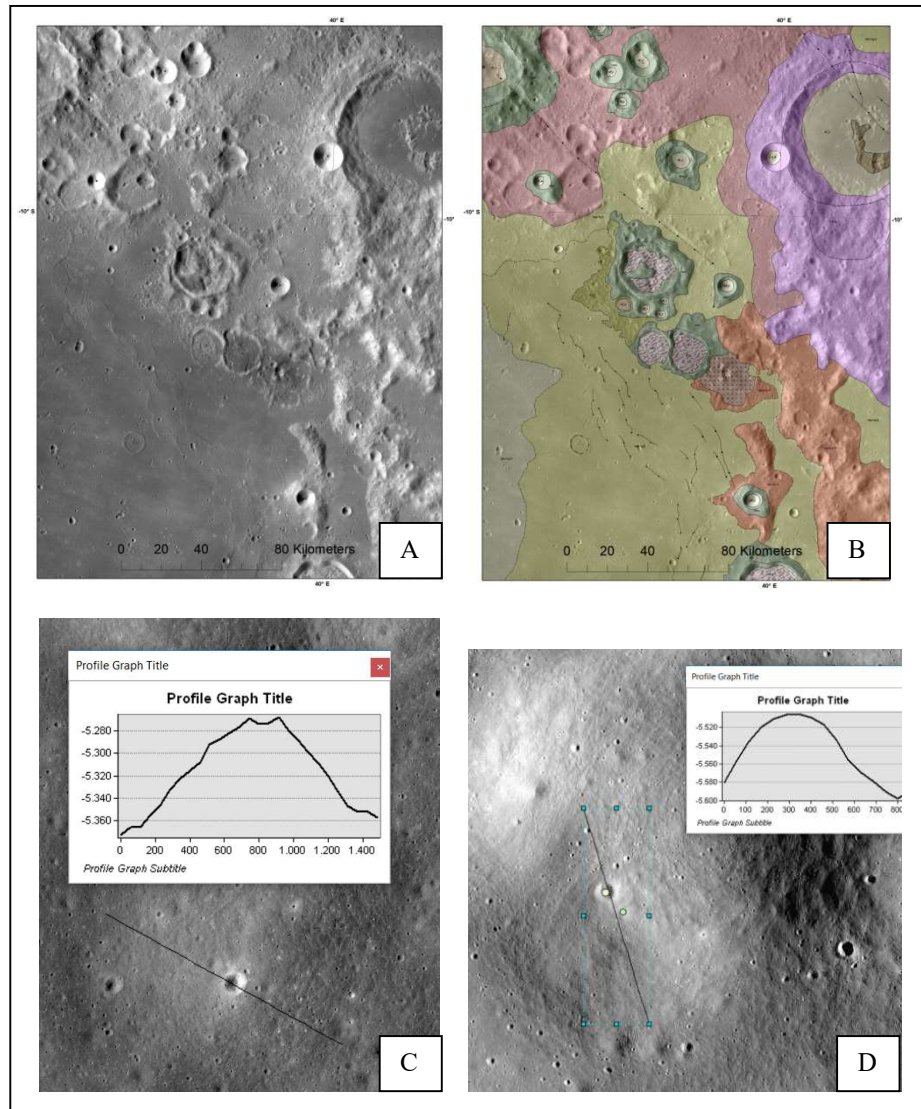 40° E
40° E
-10° S
-10°
-10°
0 20 40 80 Kilometers
A
40° E
0 20 40 80 Kilometers
B
40° E
Profile Graph Title
Profile Graph Title
-5.280
-5.300
-5.320
-5.340
-5.360
0 200 400 600 800 1.000 1.200 1.400
Profile Graph Subtitle
C
Profile Graph Title
Profile Graph Title
-5.520
-5.540
-5.560
-5.580
-5.600
0 100 200 300 400 500 600 700 80
Profile Graph Subtitle
D